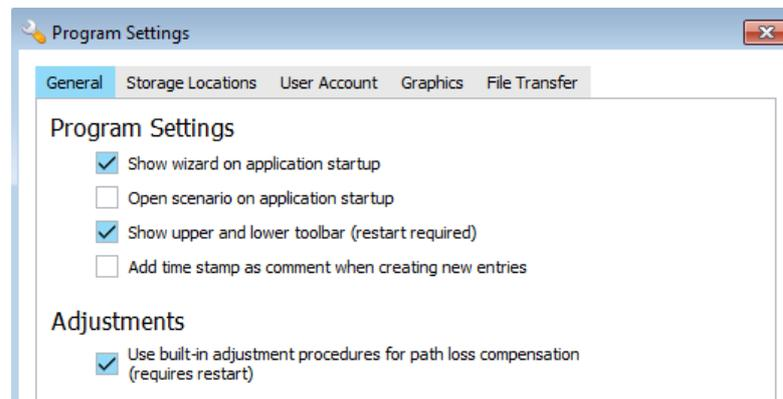 Program Settings
General Storage Locations User Account Graphics File Transfer
Program Settings
Show wizard on application startup
Open scenario on application startup
Show upper and lower toolbar (restart required)
Add time stamp as comment when creating new entries
Adjustments
Use built-in adjustment procedures for path loss compensation
(requires restart)